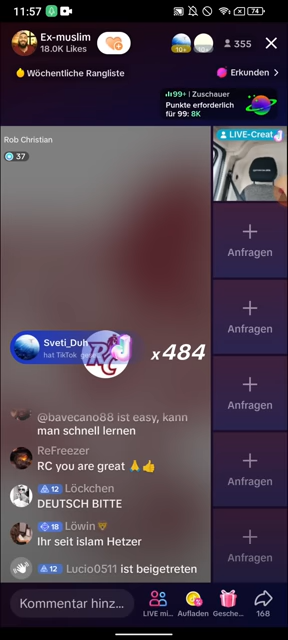 11:57
74
Ex-muslim
18.0K Likes
10+
10+
355
Wöchentliche Rangliste
Erkunden >
99+ | Zuschauer
Punkte erforderlich
für 99: 8K
Rob Christian
37
LIVE-Creat
Anfragen
Anfragen
Anfragen
Anfragen
Anfragen
Sveti_Duh
hat TikTok
RC
x484
@bavecano88 ist easy, kann
man schnell lernen
ReFreezer
RC you are great 🙏👍
12 Löckchen
DEUTSCH BITTE
18 Löwin
Ihr seit islam Hetzer
12 Lucio0511 ist beigetreten
Kommentar hinz...
LIVE mi...
Aufladen
Gesche...
168